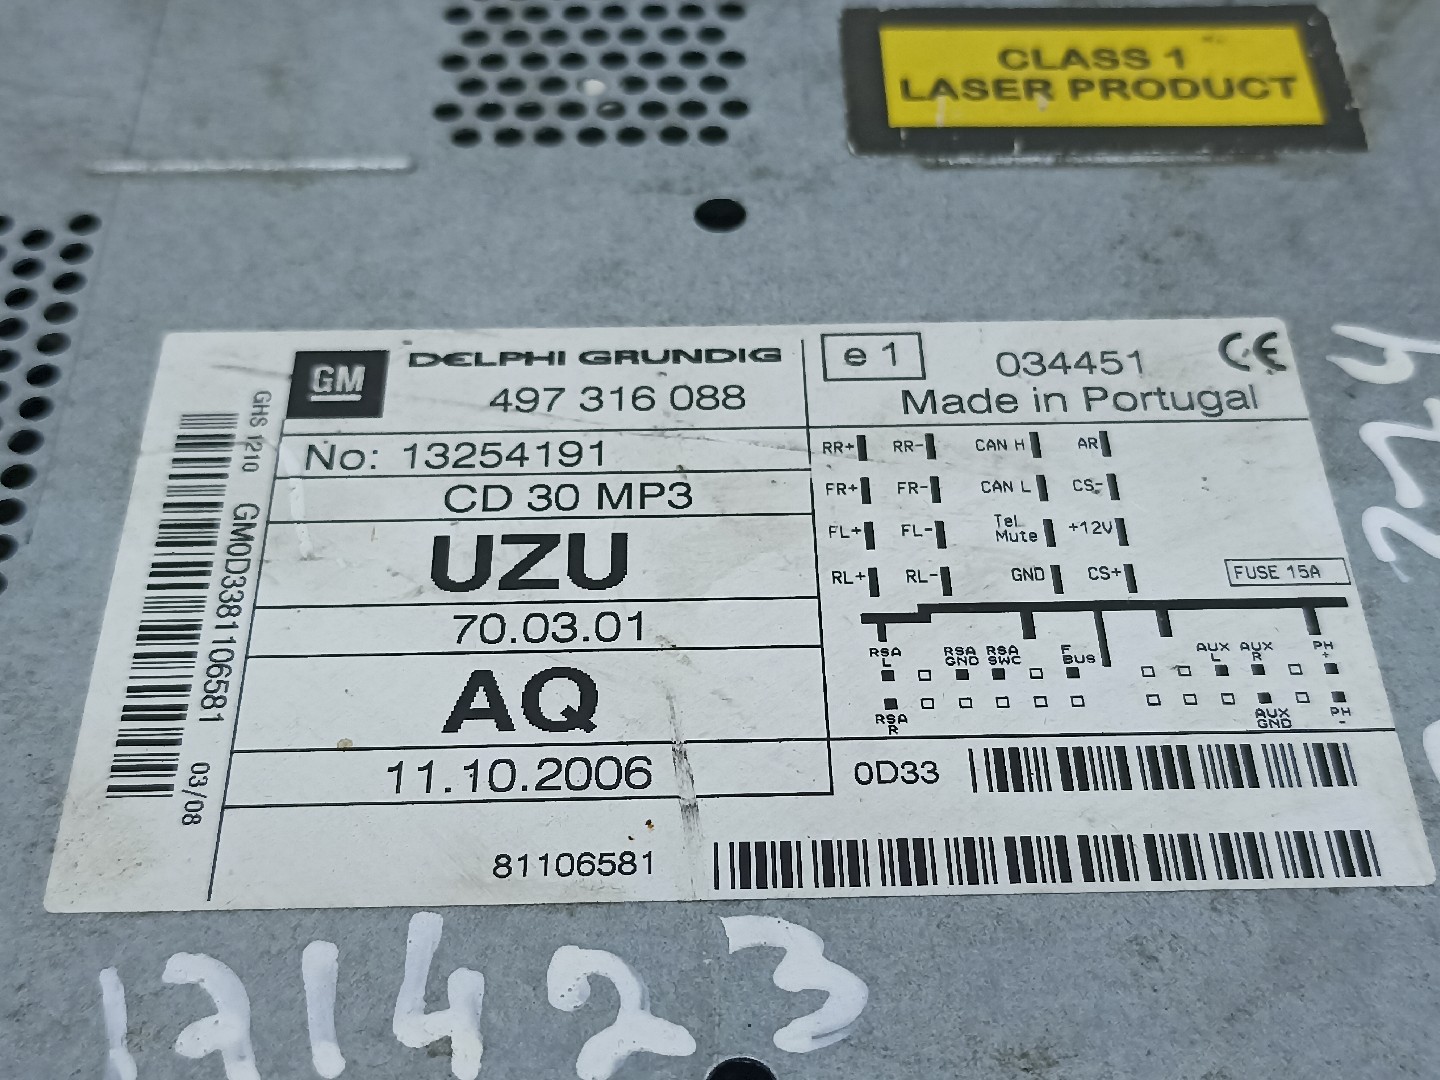 CLASS 1
LASER PRODUCT
GM
DELPHI GRUNDIG
497 316 088
e 1
034451
CE
Made in Portugal
No: 13254191
CD 30 MP3
UZU
70.03.01
AQ
11.10.2006
81106581
GHS 1210 GM0D3381106581 03/08
RR+ RR- CAN H AR
FR+ FR- CAN L CS-
FL+ FL- Tel Mute +12V
RL+ RL- GND CS+
FUSE 15A
RSA L
RSA GND
RSA SWC
F BUS
AUX L
AUX R
PH +
RSA R
AUX GND
PH -
0D33
121423